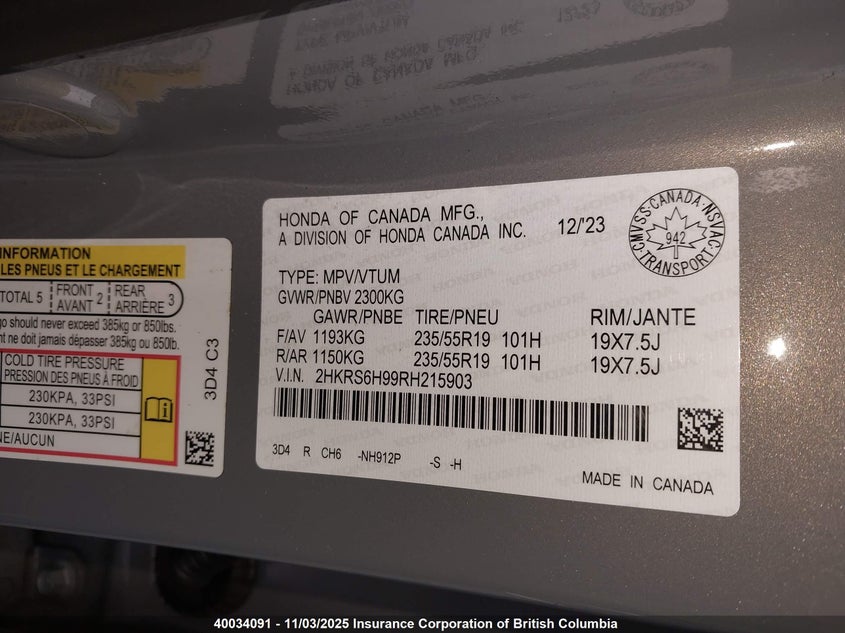 INFORMATION
LES PNEUS ET LE CHARGEMENT
TOTAL 5 FRONT AVANT 2 REAR ARRIÈRE 3
go should never exceed 385kg or 850lbs.
nt ne doit jamais dépasser 385kg ou 850lb.
COLD TIRE PRESSURE
PRESSION DES PNEUS À FROID
230KPA, 33PSI
230KPA, 33PSI
NE/AUCUN
3D4 C3
HONDA OF CANADA MFG.,
A DIVISION OF HONDA CANADA INC. 12/'23
CMVSS·CANADA·NSVAC
942
TRANSPORT
TYPE: MPV/VTUM
GVWR/PNBV 2300KG
GAWR/PNBE TIRE/PNEU RIM/JANTE
F/AV 1193KG 235/55R19 101H 19X7.5J
R/AR 1150KG 235/55R19 101H 19X7.5J
V.I.N. 2HKRS6H99RH215903
3D4 R CH6 -NH912P -S -H
MADE IN CANADA
40034091 - 11/03/2025 Insurance Corporation of British Columbia